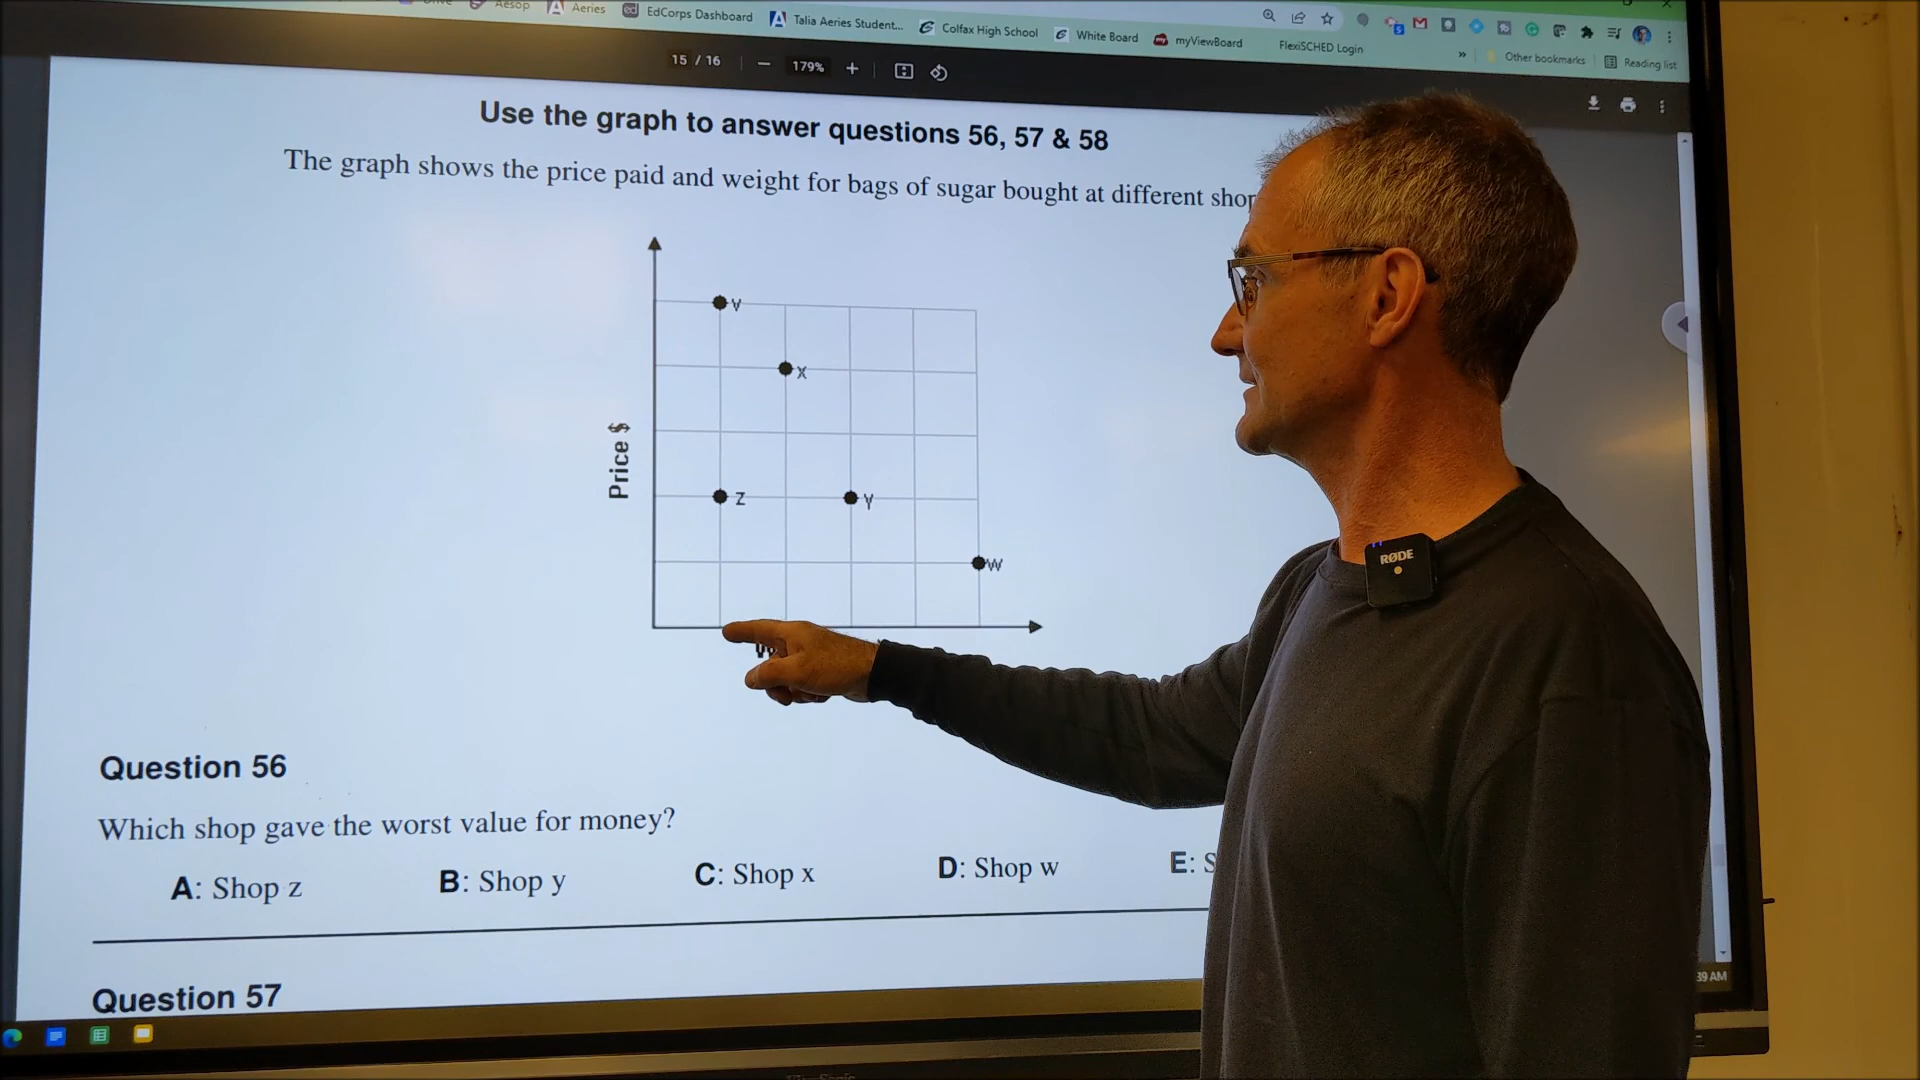 Aesop
Aeries
EdCorps Dashboard
Talia Aeries Student...
Colfax High School
White Board
myViewBoard
FlexiSCHED Login
»
Other bookmarks
Reading list
15 / 16
179%
Use the graph to answer questions 56, 57 & 58
The graph shows the price paid and weight for bags of sugar bought at different
V
X
Price $
Z
Y
W
RØDE
Question 56
Which shop gave the worst value for money?
A: Shop z
B: Shop y
C: Shop x
D: Shop w
E: S
Question 57
39 AM